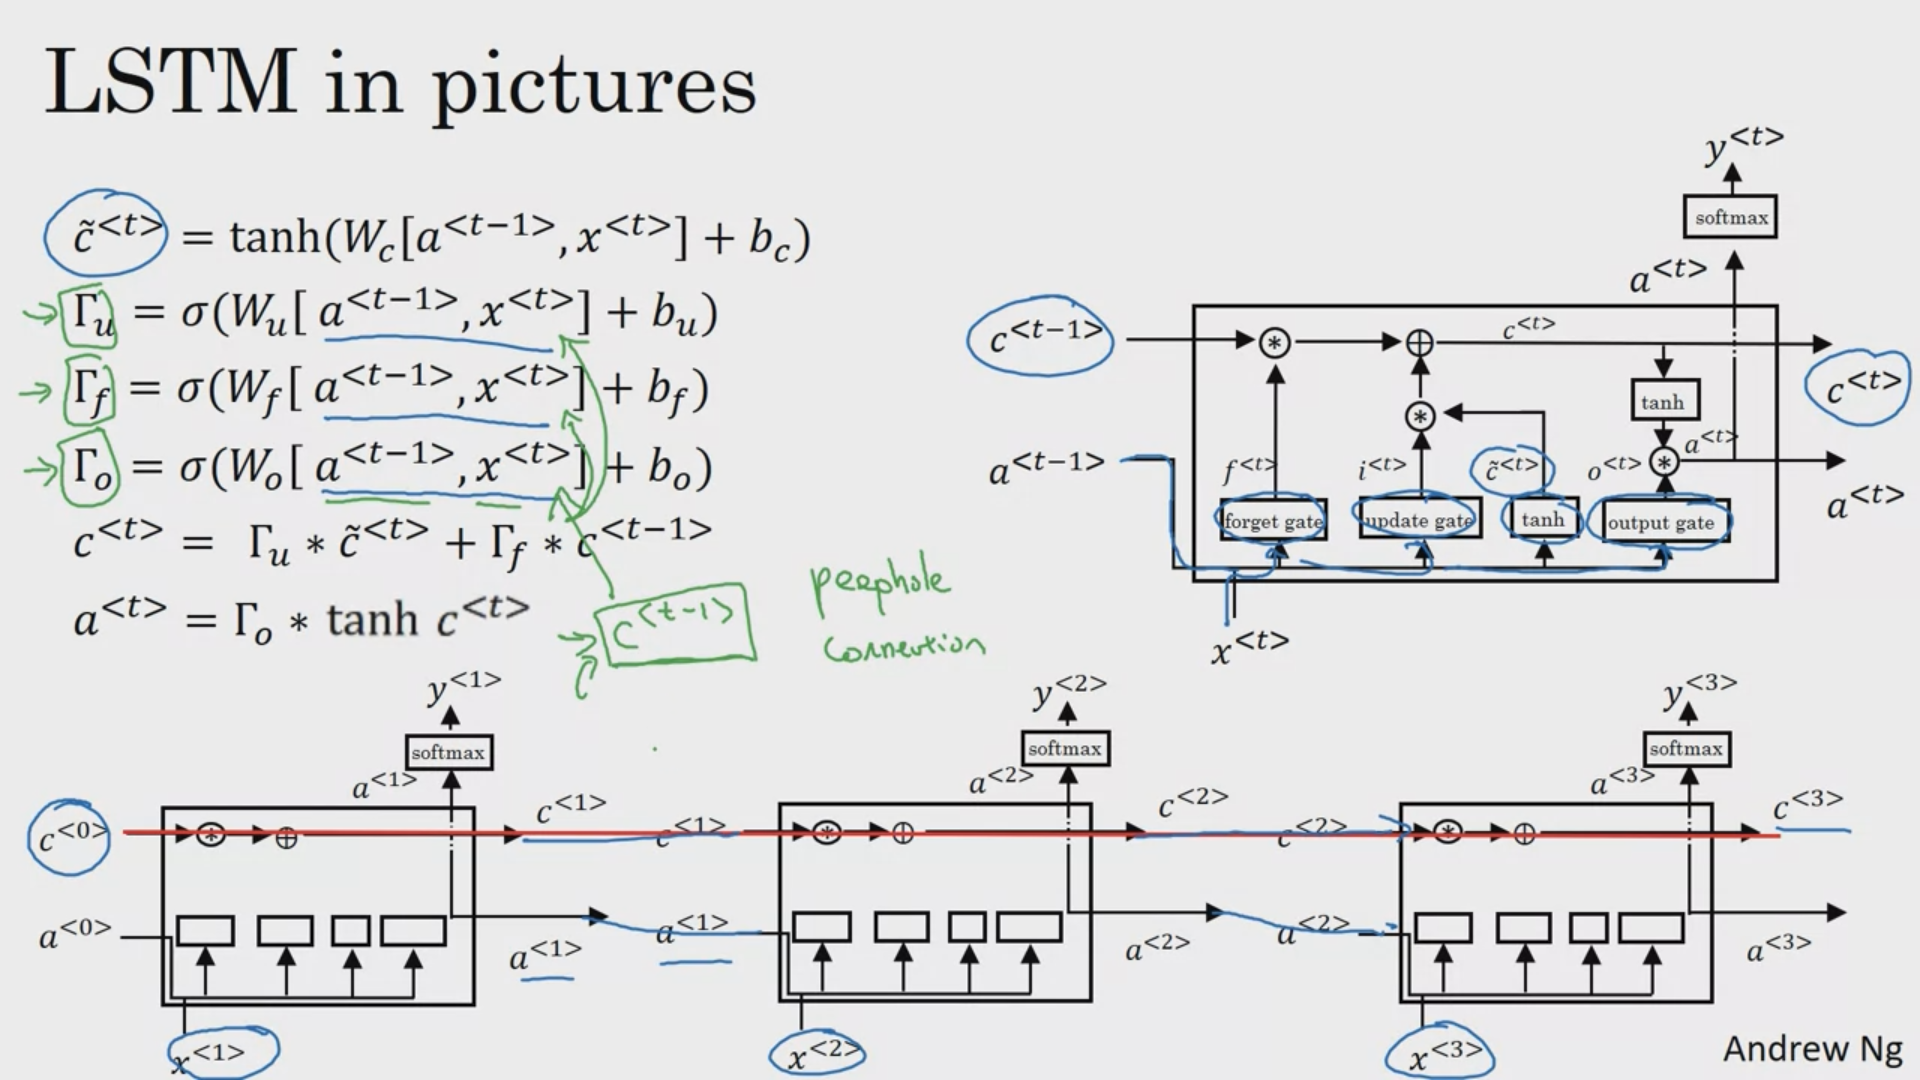 LSTM in pictures
c̃^<t> = tanh(W_c[a^<t−1>, x^<t>] + b_c)
Γ_u = σ(W_u[ a^<t−1>, x^<t>] + b_u)
Γ_f = σ(W_f[ a^<t−1>, x^<t>] + b_f)
Γ_o = σ(W_o[ a^<t−1>, x^<t>] + b_o)
c^<t> = Γ_u ∗ c̃^<t> + Γ_f ∗ c^<t−1>
a^<t> = Γ_o ∗ tanh c^<t>
c^<t-1>
peephole
connection
y^<t>
softmax
a^<t>
c^<t−1>
c^<t>
c^<t>
tanh
a^<t−1>
f^<t>
i^<t>
c̃^<t>
o^<t>
a^<t>
a^<t>
forget gate
update gate
tanh
output gate
x^<t>
y^<1>
softmax
a^<1>
c^<0>
c^<1>
c^<1>
a^<0>
a^<1>
a^<1>
x^<1>
y^<2>
softmax
a^<2>
c^<2>
c^<2>
a^<2>
a^<2>
x^<2>
y^<3>
softmax
a^<3>
c^<3>
a^<3>
x^<3>
Andrew Ng